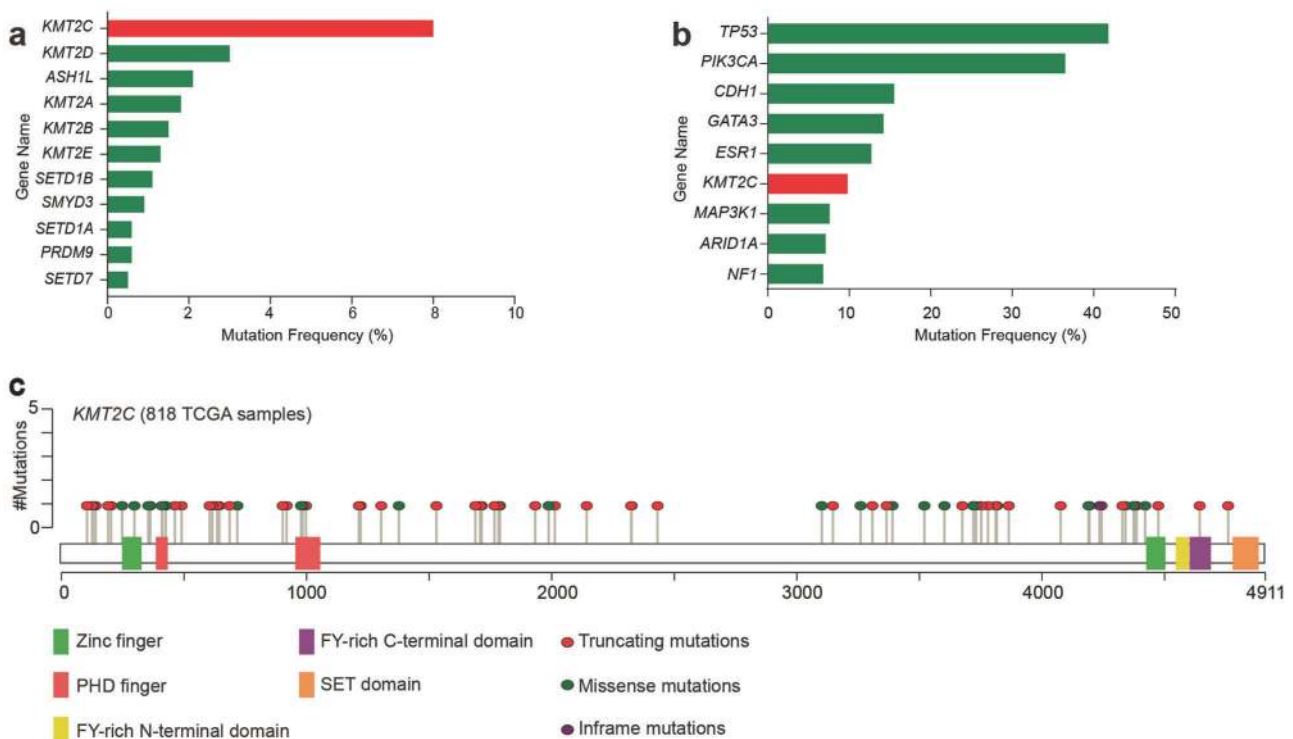 a
Gene Name
KMT2C
KMT2D
ASH1L
KMT2A
KMT2B
KMT2E
SETD1B
SMYD3
SETD1A
PRDM9
SETD7
0 2 4 6 8 10
Mutation Frequency (%)
b
Gene Name
TP53
PIK3CA
CDH1
GATA3
ESR1
KMT2C
MAP3K1
ARID1A
NF1
0 10 20 30 40 50
Mutation Frequency (%)
c
KMT2C (818 TCGA samples)
#Mutations
5
0
0 1000 2000 3000 4000 4911
Zinc finger
PHD finger
FY-rich N-terminal domain
FY-rich C-terminal domain
SET domain
Truncating mutations
Missense mutations
Inframe mutations